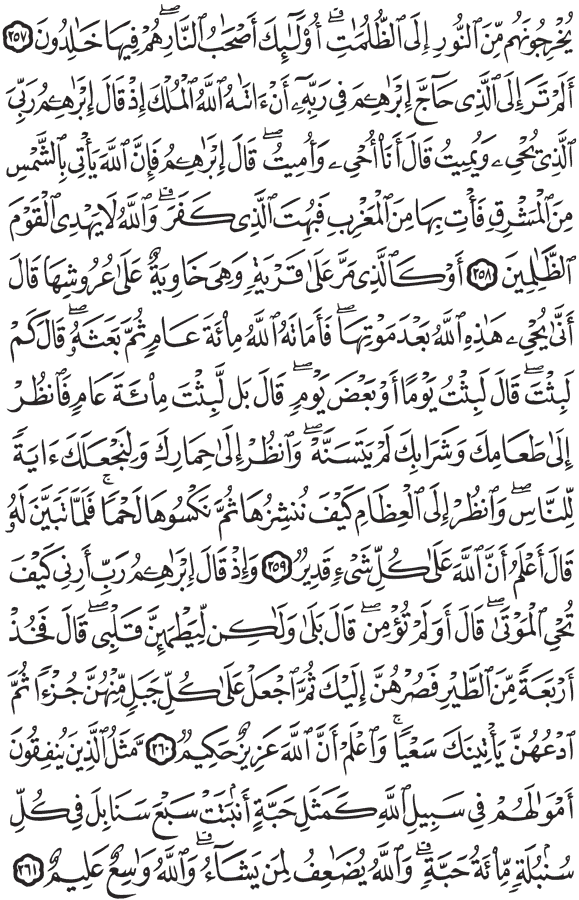 يُخْرِجُونَهُم مِّنَ ٱلنُّورِ إِلَى ٱلظُّلُمَٰتِ ۗ أُو۟لَٰٓئِكَ أَصْحَٰبُ ٱلنَّارِ ۖ هُمْ فِيهَا خَٰلِدُونَ ٢٥٧
أَلَمْ تَرَ إِلَى ٱلَّذِى حَآجَّ إِبْرَٰهِـۧمَ فِى رَبِّهِۦٓ أَنْ ءَاتَىٰهُ ٱللَّهُ ٱلْمُلْكَ إِذْ قَالَ إِبْرَٰهِـۧمُ رَبِّىَ
ٱلَّذِى يُحْىِۦ وَيُمِيتُ قَالَ أَنَا۠ أُحْىِۦ وَأُمِيتُ ۖ قَالَ إِبْرَٰهِـۧمُ فَإِنَّ ٱللَّهَ يَأْتِى بِٱلشَّمْسِ
مِنَ ٱلْمَشْرِقِ فَأْتِ بِهَا مِنَ ٱلْمَغْرِبِ فَبُهِتَ ٱلَّذِى كَفَرَ ۗ وَٱللَّهُ لَا يَهْدِى ٱلْقَوْمَ
ٱلظَّٰلِمِينَ ٢٥٨ أَوْ كَٱلَّذِى مَرَّ عَلَىٰ قَرْيَةٍ وَهِىَ خَاوِيَةٌ عَلَىٰ عُرُوشِهَا قَالَ
أَنَّىٰ يُحْىِۦ هَٰذِهِ ٱللَّهُ بَعْدَ مَوْتِهَا ۖ فَأَمَاتَهُ ٱللَّهُ مِا۟ئَةَ عَامٍ ثُمَّ بَعَثَهُۥ ۖ قَالَ كَمْ
لَبِثْتَ ۖ قَالَ لَبِثْتُ يَوْمًا أَوْ بَعْضَ يَوْمٍ ۖ قَالَ بَل لَّبِثْتَ مِا۟ئَةَ عَامٍ فَٱنظُرْ
إِلَىٰ طَعَامِكَ وَشَرَابِكَ لَمْ يَتَسَنَّهْ ۖ وَٱنظُرْ إِلَىٰ حِمَارِكَ وَلِنَجْعَلَكَ ءَايَةً
لِّلنَّاسِ ۖ وَٱنظُرْ إِلَى ٱلْعِظَامِ كَيْفَ نُنشِزُهَا ثُمَّ نَكْسُوهَا لَحْمًا ۚ فَلَمَّا تَبَيَّنَ لَهُۥ
قَالَ أَعْلَمُ أَنَّ ٱللَّهَ عَلَىٰ كُلِّ شَىْءٍ قَدِيرٌ ٢٥٩ وَإِذْ قَالَ إِبْرَٰهِـۧمُ رَبِّ أَرِنِى كَيْفَ
تُحْىِ ٱلْمَوْتَىٰ ۖ قَالَ أَوَلَمْ تُؤْمِن ۖ قَالَ بَلَىٰ وَلَٰكِن لِّيَطْمَئِنَّ قَلْبِى ۖ قَالَ فَخُذْ
أَرْبَعَةً مِّنَ ٱلطَّيْرِ فَصُرْهُنَّ إِلَيْكَ ثُمَّ ٱجْعَلْ عَلَىٰ كُلِّ جَبَلٍ مِّنْهُنَّ جُزْءًا ثُمَّ
ٱدْعُهُنَّ يَأْتِينَكَ سَعْيًا ۚ وَٱعْلَمْ أَنَّ ٱللَّهَ عَزِيزٌ حَكِيمٌ ٢٦٠ مَّثَلُ ٱلَّذِينَ يُنفِقُونَ
أَمْوَٰلَهُمْ فِى سَبِيلِ ٱللَّهِ كَمَثَلِ حَبَّةٍ أَنۢبَتَتْ سَبْعَ سَنَابِلَ فِى كُلِّ
سُنۢبُلَةٍ مِّا۟ئَةُ حَبَّةٍ ۗ وَٱللَّهُ يُضَٰعِفُ لِمَن يَشَآءُ ۗ وَٱللَّهُ وَٰسِعٌ عَلِيمٌ ٢٦١